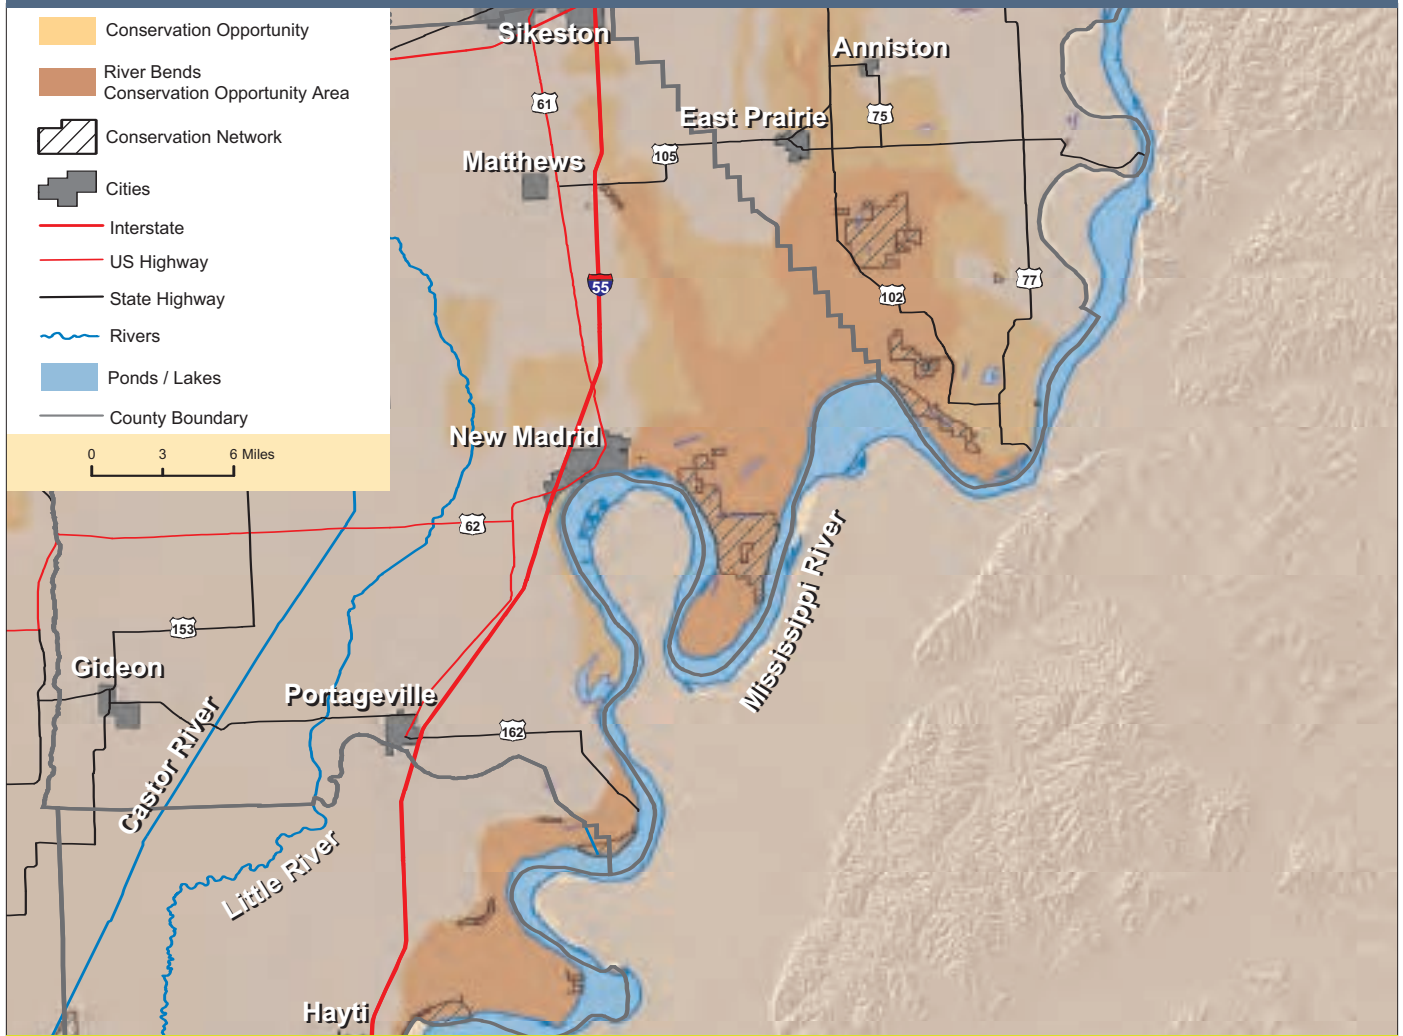 Conservation Opportunity
River Bends
Conservation Opportunity Area
Conservation Network
Cities
Interstate
US Highway
State Highway
Rivers
Ponds / Lakes
County Boundary
0 3 6 Miles
Sikeston
Anniston
61
75
East Prairie
105
Matthews
55
77
102
New Madrid
62
Mississippi River
153
Gideon
Portageville
162
Castor River
Little River
Hayti